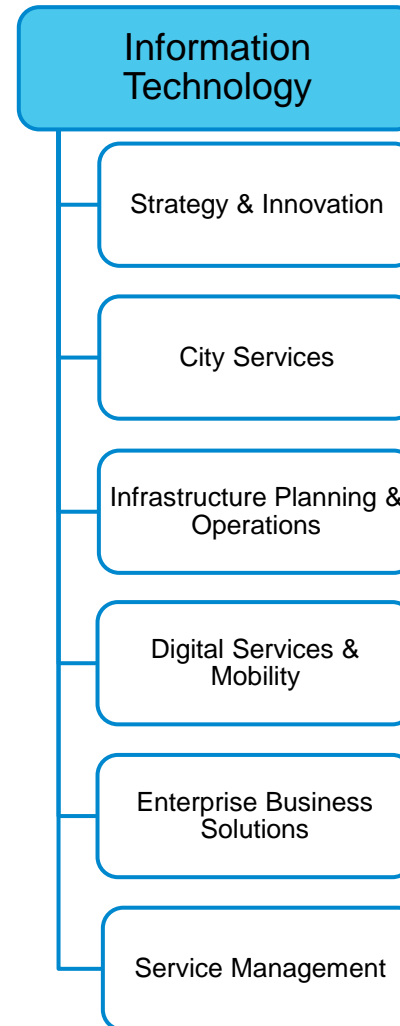 Information
Technology
Strategy & Innovation
City Services
Infrastructure Planning &
Operations
Digital Services &
Mobility
Enterprise Business
Solutions
Service Management